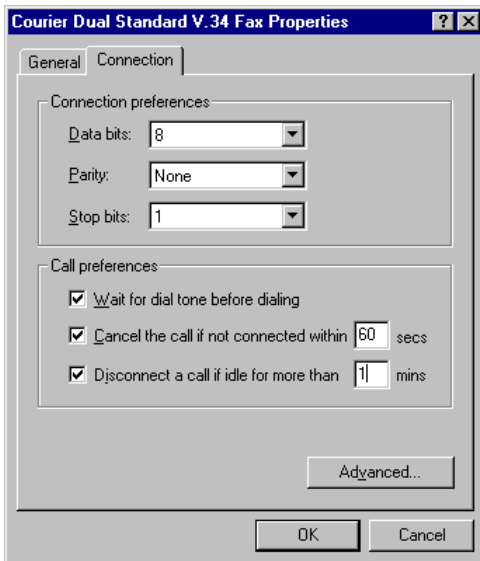 Courier Dual Standard V.34 Fax Properties
General Connection
Connection preferences
Data bits: 8
Parity: None
Stop bits: 1
Call preferences
Wait for dial tone before dialing
Cancel the call if not connected within 60 secs
Disconnect a call if idle for more than 1 mins
Advanced...
OK Cancel